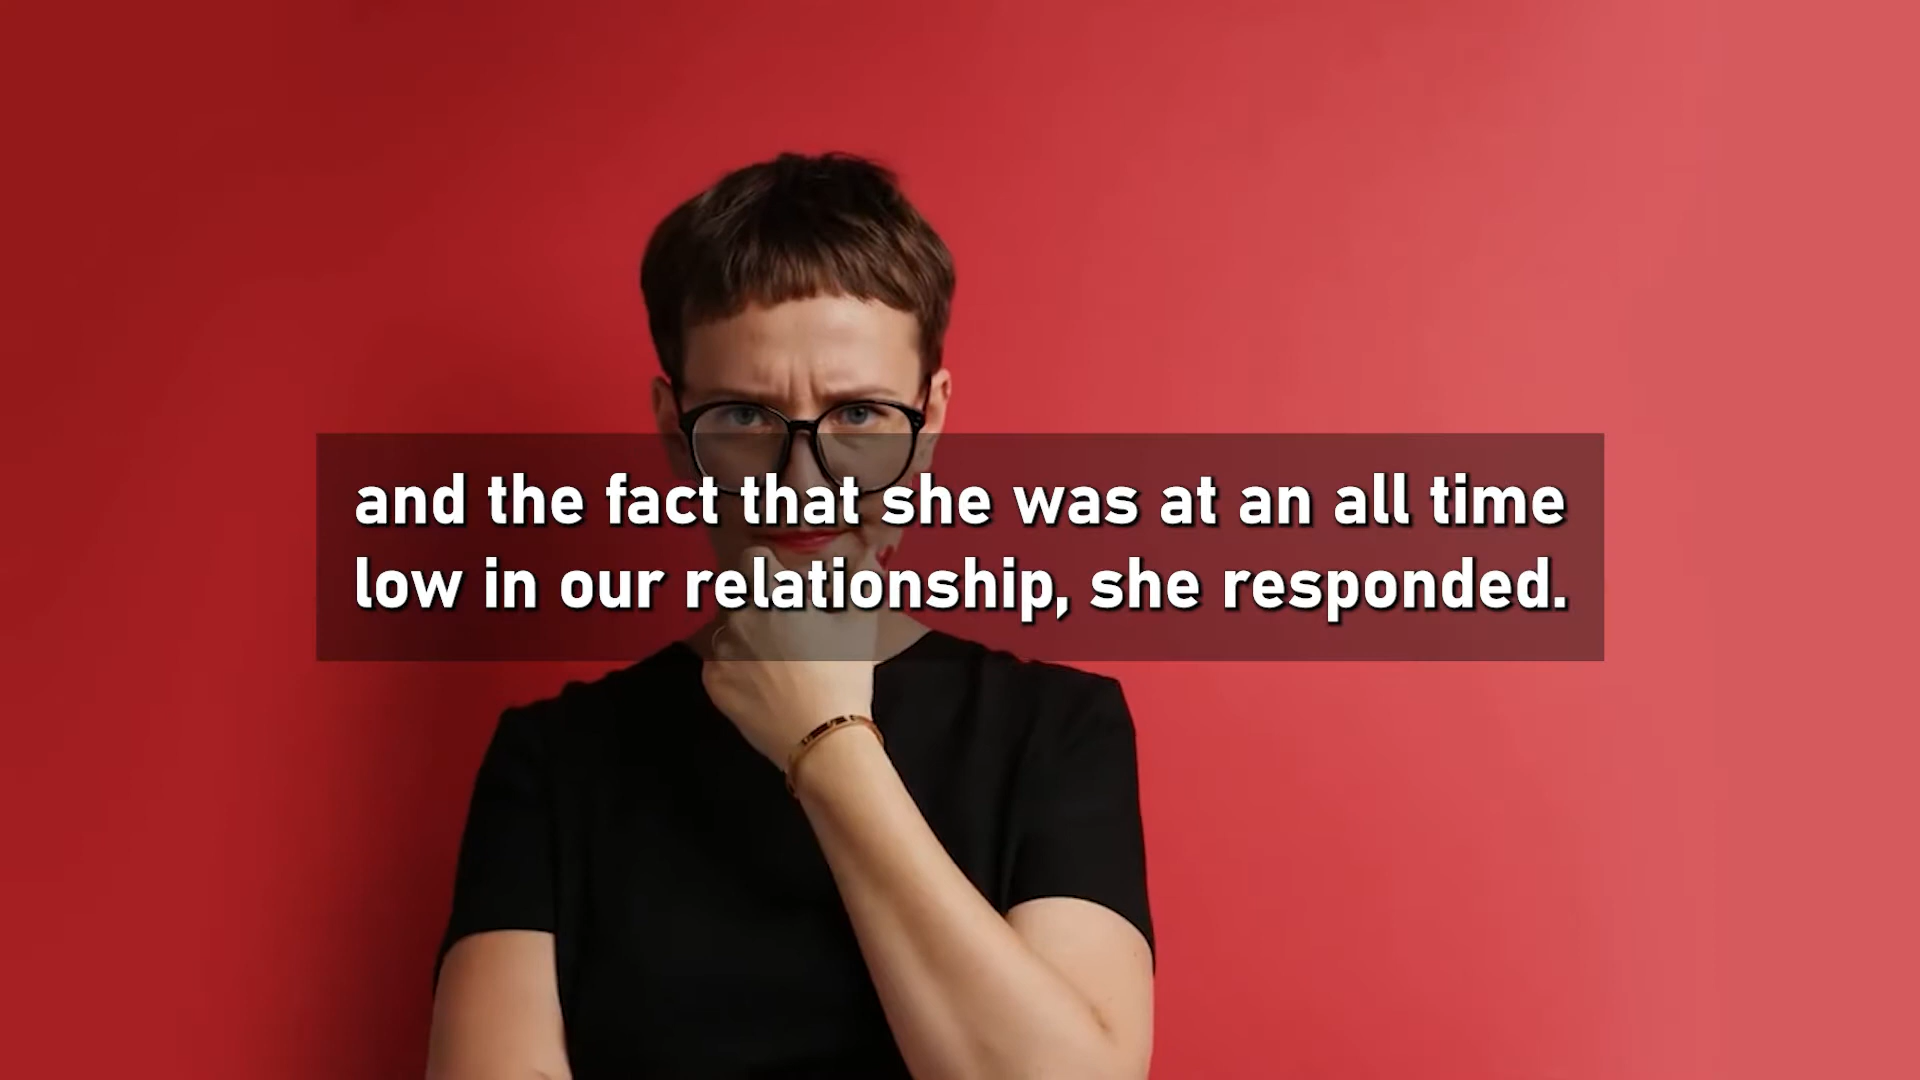 and the fact that she was at an all time
low in our relationship, she responded.